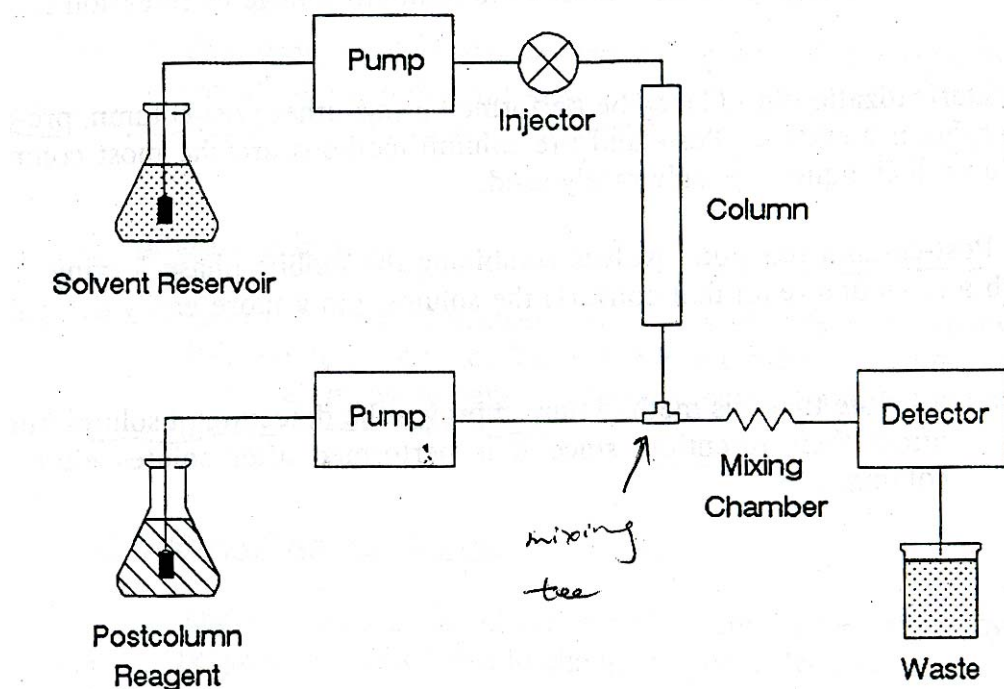 Pump
Injector
Column
Solvent Reservoir
Pump
Detector
Mixing
Chamber
mixing
tee
Postcolumn
Reagent
Waste